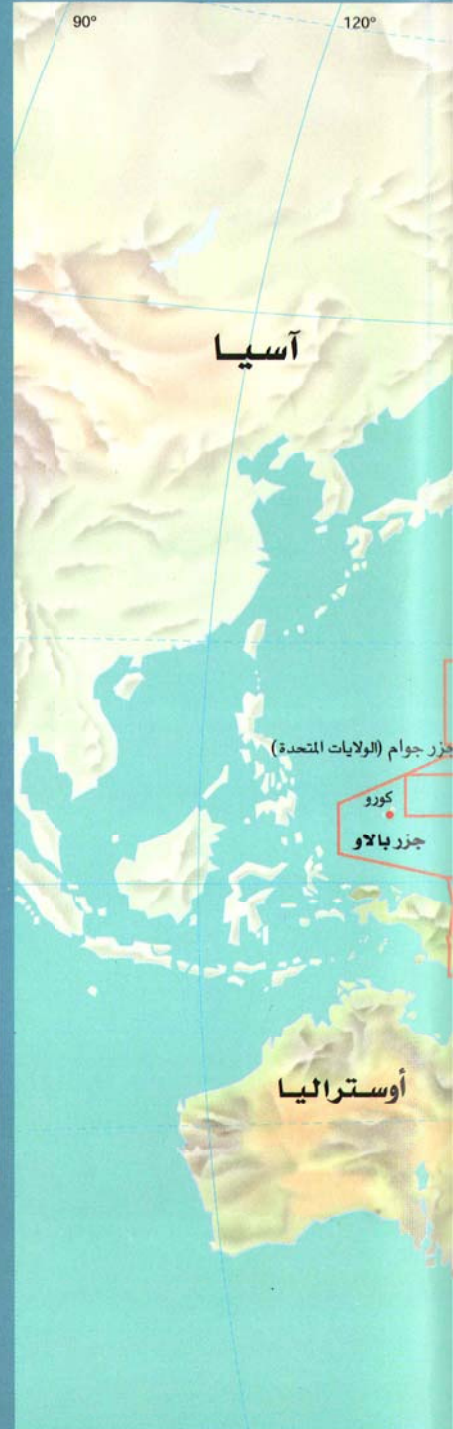 90° 120°
آسيا
جزر جوام (الولايات المتحدة)
كورو
جزر بالاو
أوستراليا